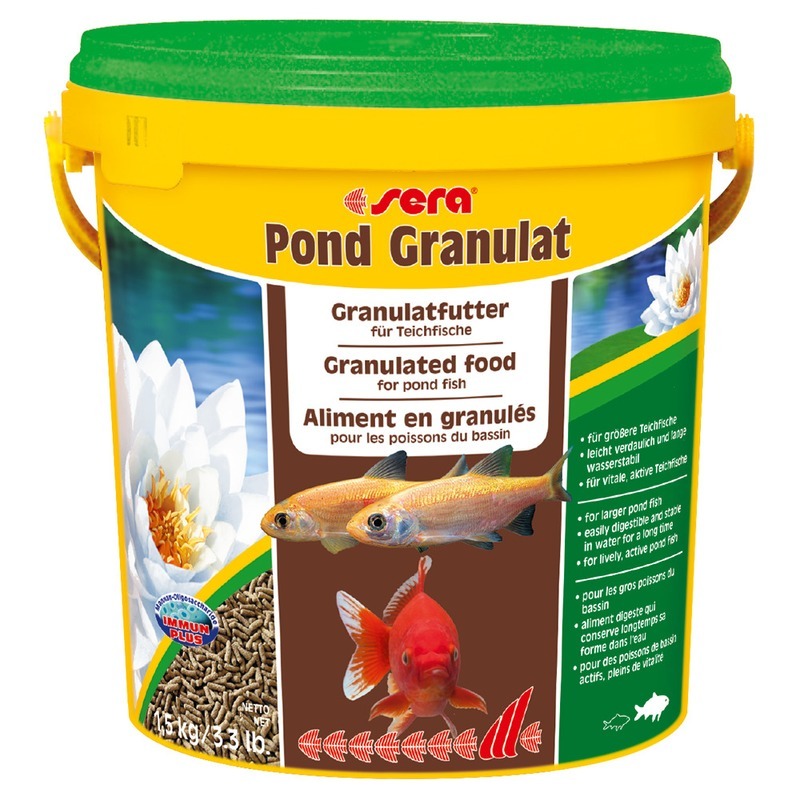 sera®
Pond Granulat
Granulatfutter
für Teichfische
Granulated food
for pond fish
Aliment en granulés
pour les poissons du bassin
• für größere Teichfische
• leicht verdaulich und lange
wasserstabil
• für vitale, aktive Teichfische
• for larger pond fish
• easily digestible and stable
in water for a long time
• for lively, active pond fish
• pour les gros poissons du
bassin
• aliment digeste qui
conserve longtemps sa
forme dans l'eau
• pour des poissons de bassin
actifs, pleins de vitalité
Mannan-Oligosaccharide
IMMUN
PLUS
NETTO
NET
1,5 kg/3.3 lb.